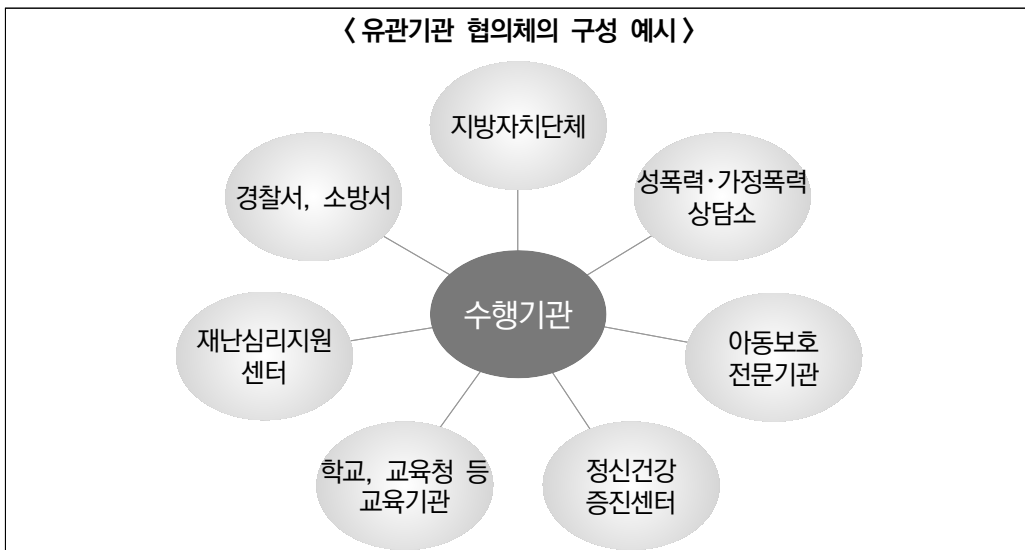 〈 유관기관 협의체의 구성 예시 〉
지방자치단체
경찰서, 소방서
성폭력·가정폭력
상담소
수행기관
재난심리지원
센터
아동보호
전문기관
학교, 교육청 등
교육기관
정신건강
증진센터